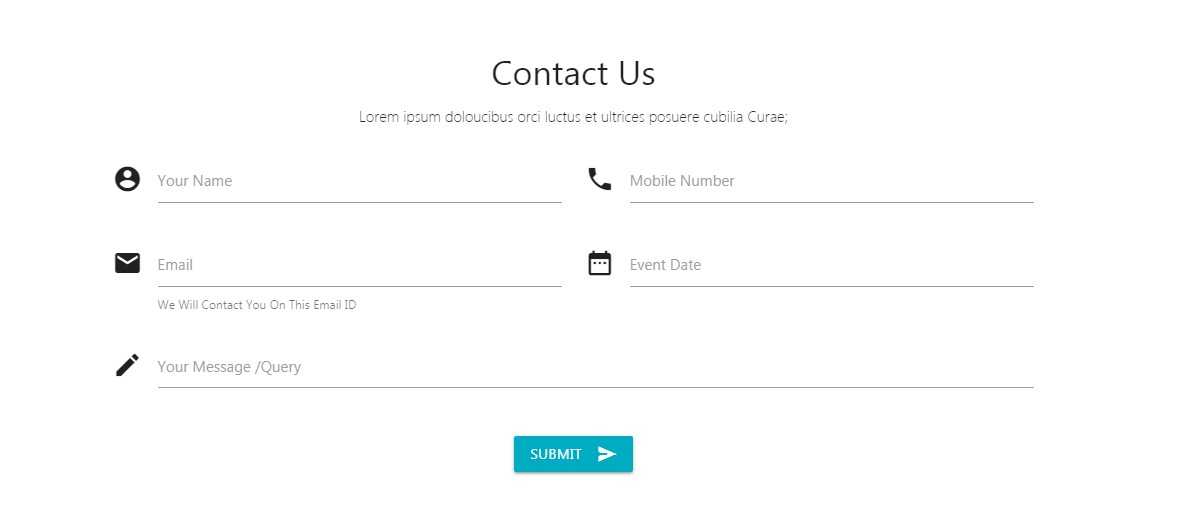 Contact Us
Lorem ipsum doloucibus orci luctus et ultrices posuere cubilia Curae;
Your Name
Mobile Number
Email
Event Date
We Will Contact You On This Email ID
Your Message /Query
SUBMIT